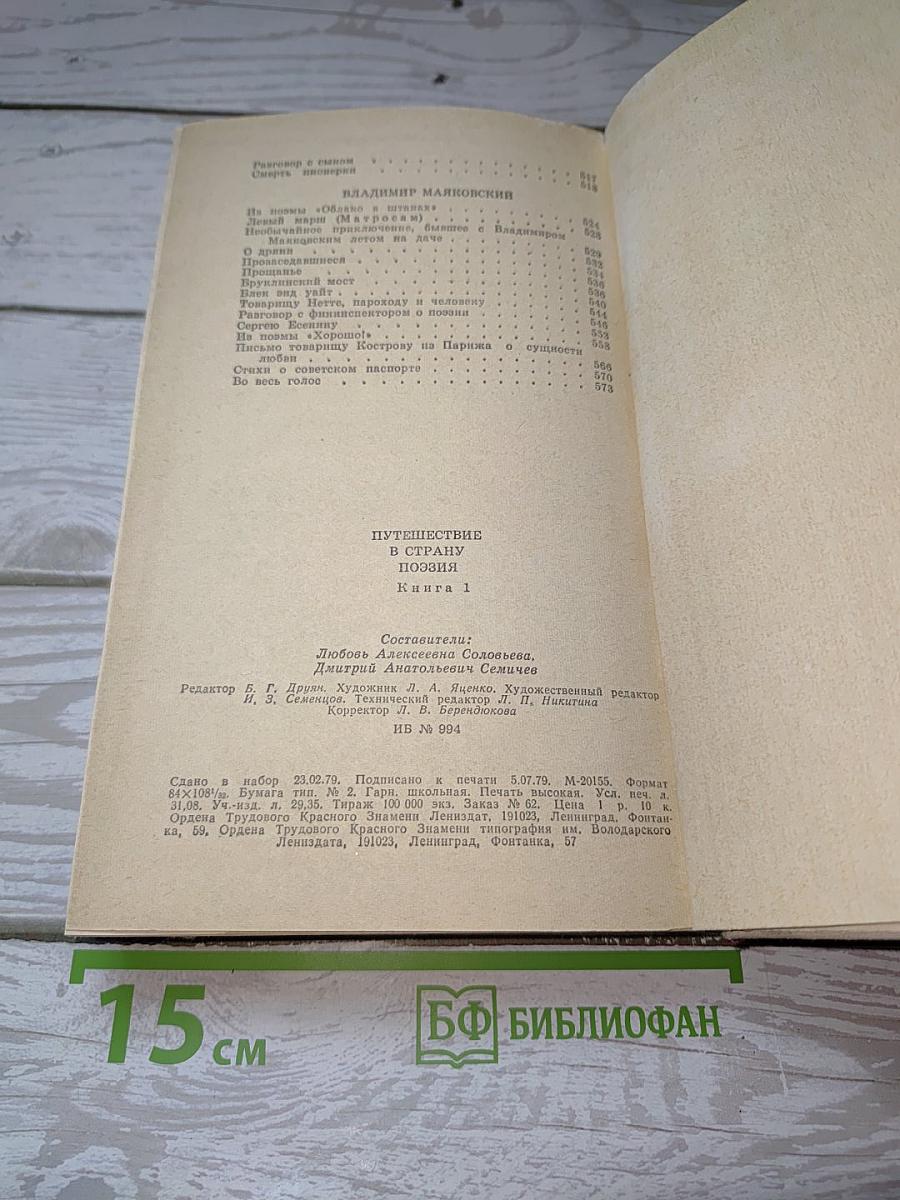 Разговор с сыном . . . . . . . . . . 517
Смерть пионерки . . . . . . . . . . 518
ВЛАДИМИР МАЯКОВСКИЙ
Из поэмы «Облако в штанах» . . . . . . . 524
Левый марш (Матросам) . . . . . . . . 528
Необычайное приключение, бывшее с Владимиром
Маяковским летом на даче . . . . . . . 529
О дряни . . . . . . . . . . . . 532
Прозаседавшиеся . . . . . . . . . . 534
Прощанье . . . . . . . . . . . . 536
Бруклинский мост . . . . . . . . . . 536
Блек энд уайт . . . . . . . . . . . 540
Товарищу Нетте, пароходу и человеку . . . . . 544
Разговор с фининспектором о поэзии . . . . . 546
Сергею Есенину . . . . . . . . . . 553
Из поэмы «Хорошо!» . . . . . . . . . 558
Письмо товарищу Кострову из Парижа о сущности
любви . . . . . . . . . . . . 566
Стихи о советском паспорте . . . . . . . 570
Во весь голос . . . . . . . . . . . 573
ПУТЕШЕСТВИЕ
В СТРАНУ
ПОЭЗИЯ
Книга 1
Составители:
Любовь Алексеевна Соловьева,
Дмитрий Анатольевич Семичев
Редактор Б. Г. Друян. Художник Л. А. Яценко. Художественный редактор
И. З. Семенцов. Технический редактор Л. П. Никитина
Корректор Л. В. Берендюкова
ИБ № 994
Сдано в набор 23.02.79. Подписано к печати 5.07.79. М-20155. Формат
84×108¹/₃₂. Бумага тип. № 2. Гарн. школьная. Печать высокая. Усл. печ. л.
31,08. Уч.-изд. л. 29,35. Тираж 100 000 экз. Заказ № 62. Цена 1 р. 10 к.
Ордена Трудового Красного Знамени Лениздат, 191023, Ленинград, Фонтан-
ка, 59. Ордена Трудового Красного Знамени типография им. Володарского
Лениздата, 191023, Ленинград, Фонтанка, 57
15 см
БФ БИБЛИОФАН